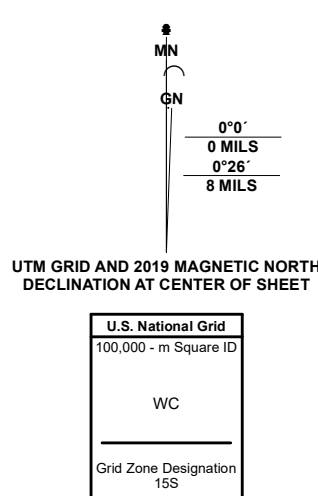 MN
GN
0°0´
0 MILS
0°26´
8 MILS
UTM GRID AND 2019 MAGNETIC NORTH
DECLINATION AT CENTER OF SHEET
U.S. National Grid
100,000 - m Square ID
WC
Grid Zone Designation
15S